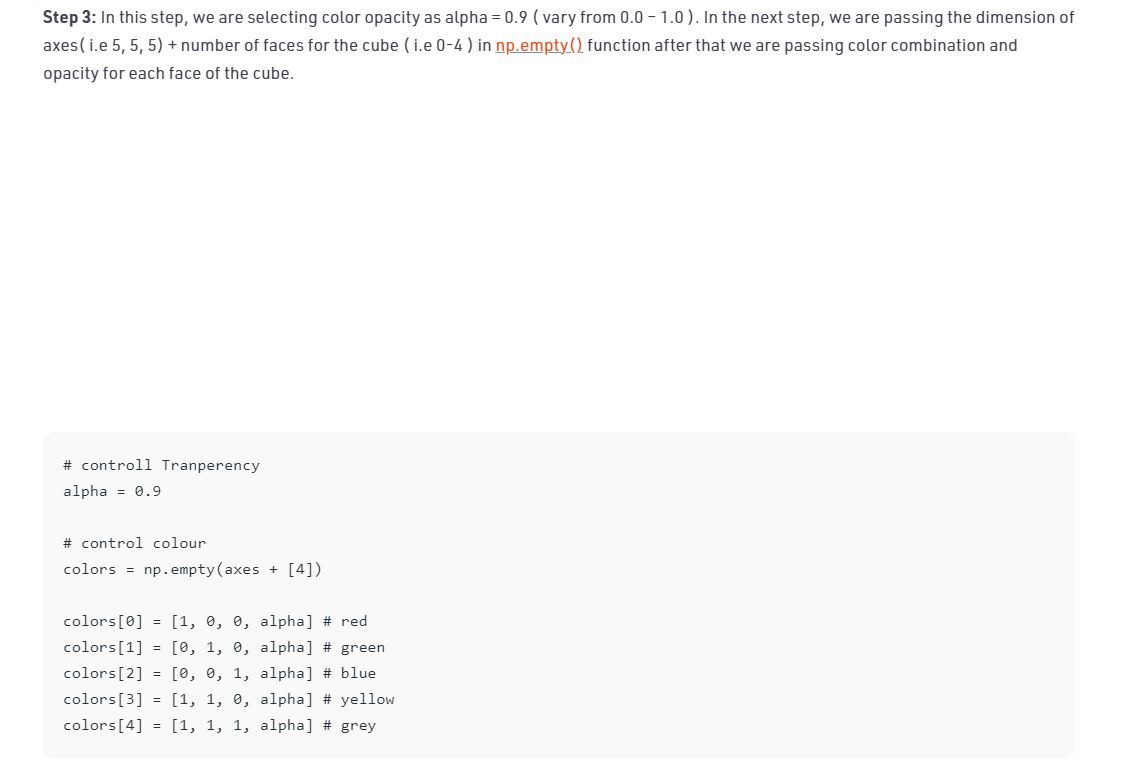 Step 3: In this step, we are selecting color opacity as alpha = 0.9 ( vary from 0.0 – 1.0 ). In the next step, we are passing the dimension of
axes( i.e 5, 5, 5) + number of faces for the cube ( i.e 0-4 ) in np.empty() function after that we are passing color combination and
opacity for each face of the cube.
# controll Tranperency
alpha = 0.9
# control colour
colors = np.empty(axes + [4])
colors[0] = [1, 0, 0, alpha] # red
colors[1] = [0, 1, 0, alpha] # green
colors[2] = [0, 0, 1, alpha] # blue
colors[3] = [1, 1, 0, alpha] # yellow
colors[4] = [1, 1, 1, alpha] # grey